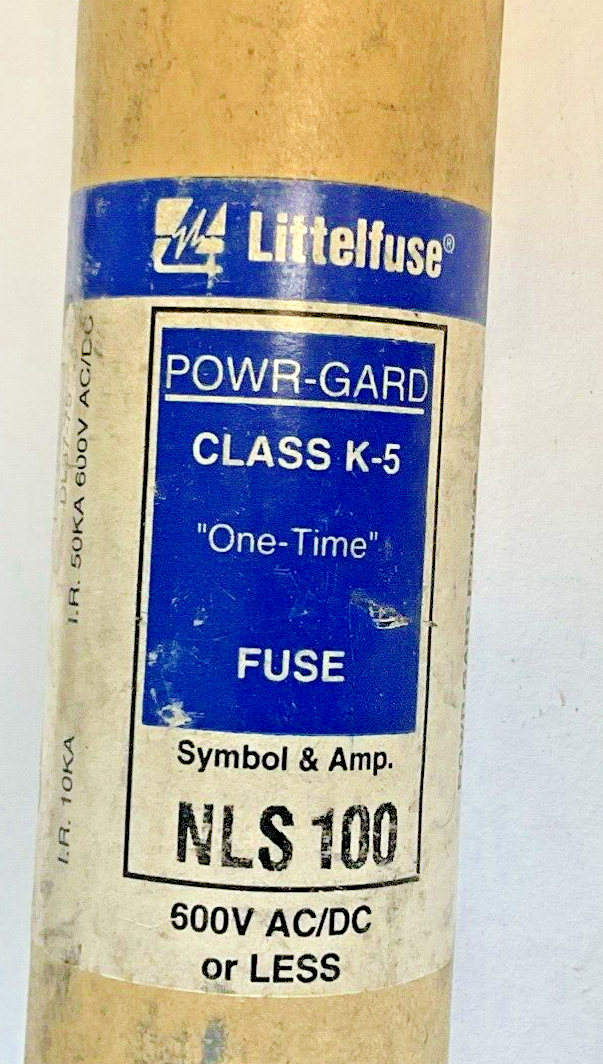 Littelfuse®
POWR-GARD
CLASS K-5
"One-Time"
FUSE
Symbol & Amp.
NLS 100
600V AC/DC
or LESS
I.R. 50KA 600V AC/DC
I.R. 10KA